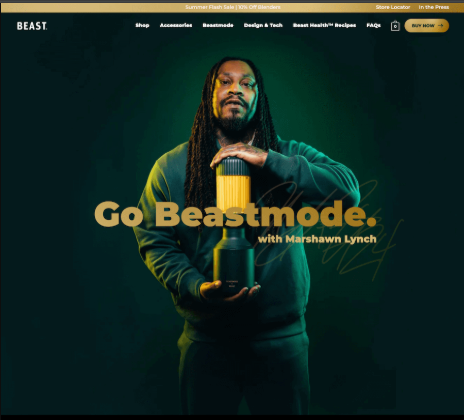 Summer Flash Sale | 10% Off Blenders
Store Locator In the Press
BEAST
Shop Accessories Beastmode Design & Tech Beast Health™ Recipes FAQs 0 BUY NOW →
Go Beastmode.
with Marshawn Lynch